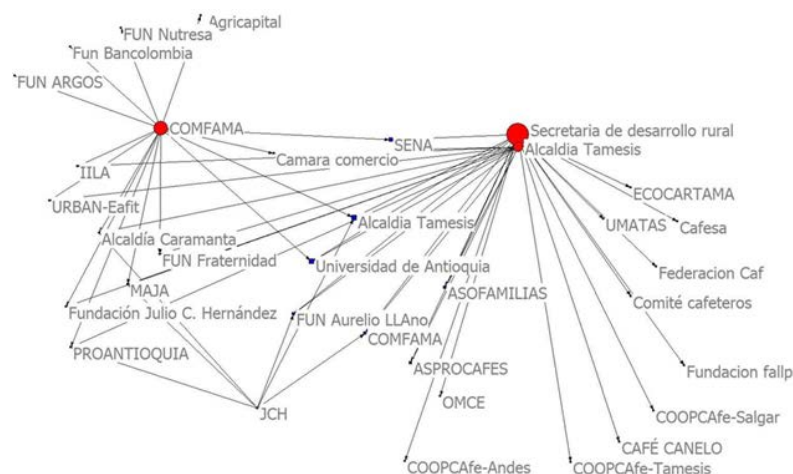 Agricapital
FUN Nutresa
Fun Bancolombia
FUN ARGOS
COMFAMA
SENA
Secretaria de desarrollo rural
Alcaldia Tamesis
Camara comercio
IILA
URBAN-Eafit
ECOCARTAMA
Alcaldia Tamesis
UMATAS
Cafesa
Alcaldía Caramanta
FUN Fraternidad
Universidad de Antioquia
Federacion Caf
MAJA
ASOFAMILIAS
Comité cafeteros
Fundación Julio C. Hernández
FUN Aurelio LLAno
COMFAMA
PROANTIOQUIA
ASPROCAFES
Fundacion fallp
OMCE
JCH
COOPCAfe-Salgar
CAFÉ CANELO
COOPCAfe-Andes
COOPCAfe-Tamesis